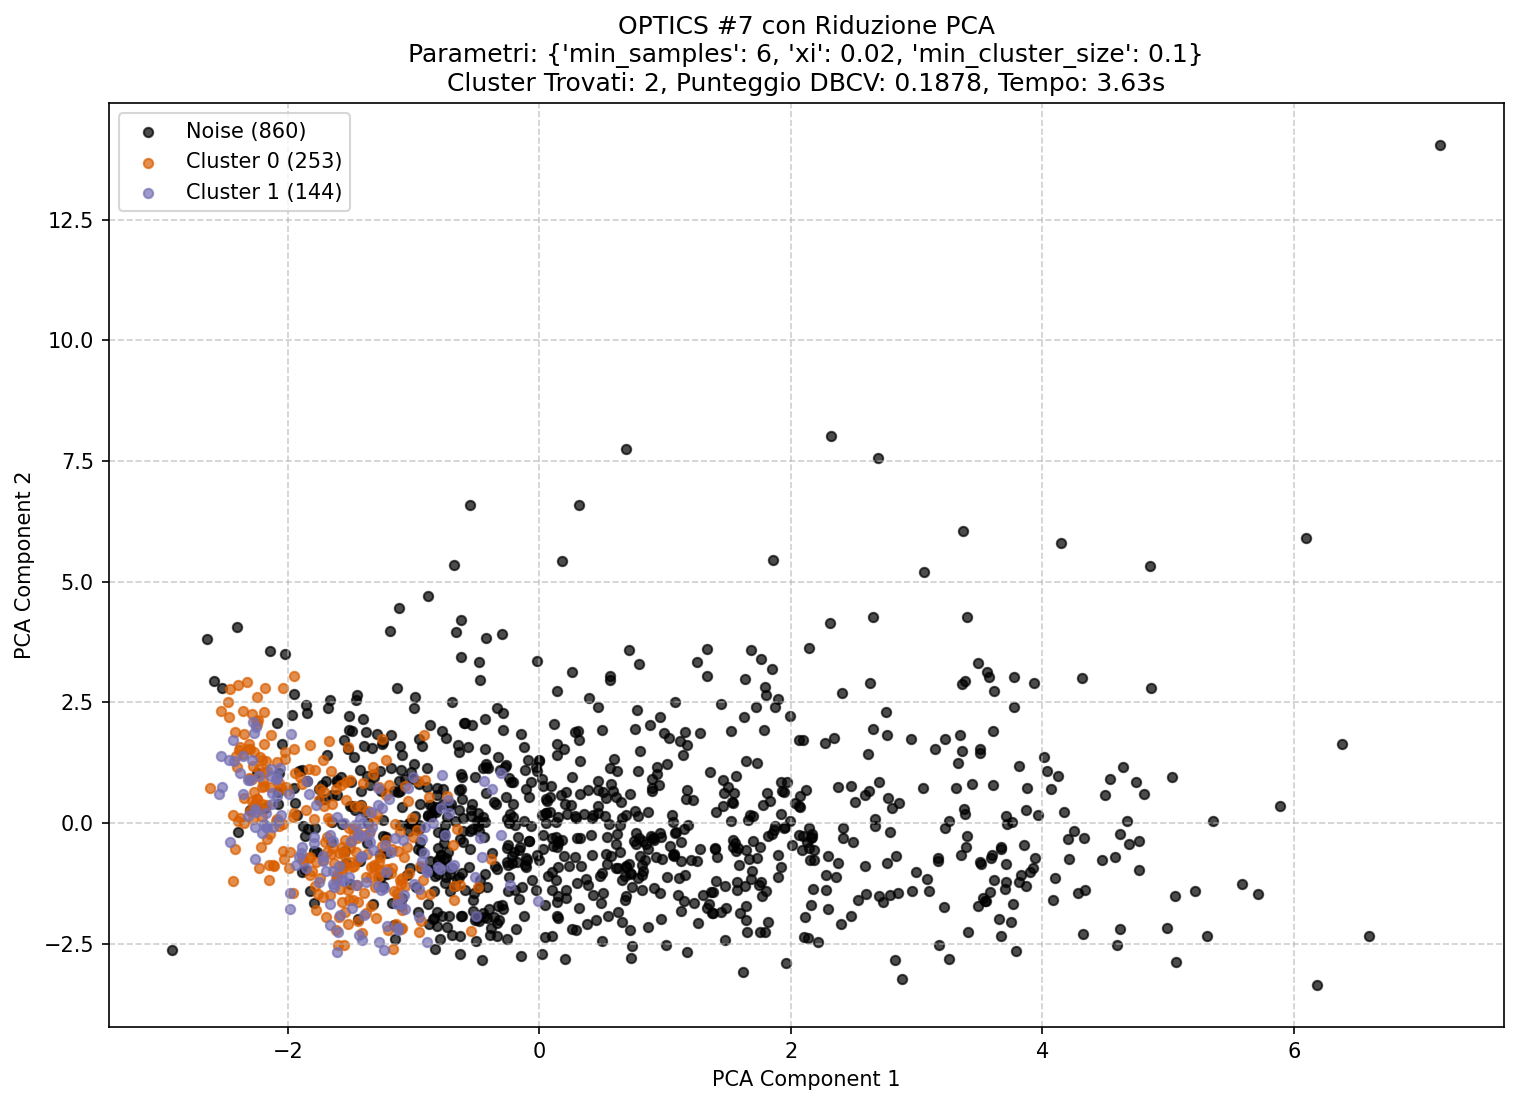 OPTICS #7 con Riduzione PCA
Parametri: {'min_samples': 6, 'xi': 0.02, 'min_cluster_size': 0.1}
Cluster Trovati: 2, Punteggio DBCV: 0.1878, Tempo: 3.63s
Noise (860)
Cluster 0 (253)
Cluster 1 (144)
PCA Component 2
12.5
10.0
7.5
5.0
2.5
0.0
−2.5
−2
0
2
4
6
PCA Component 1